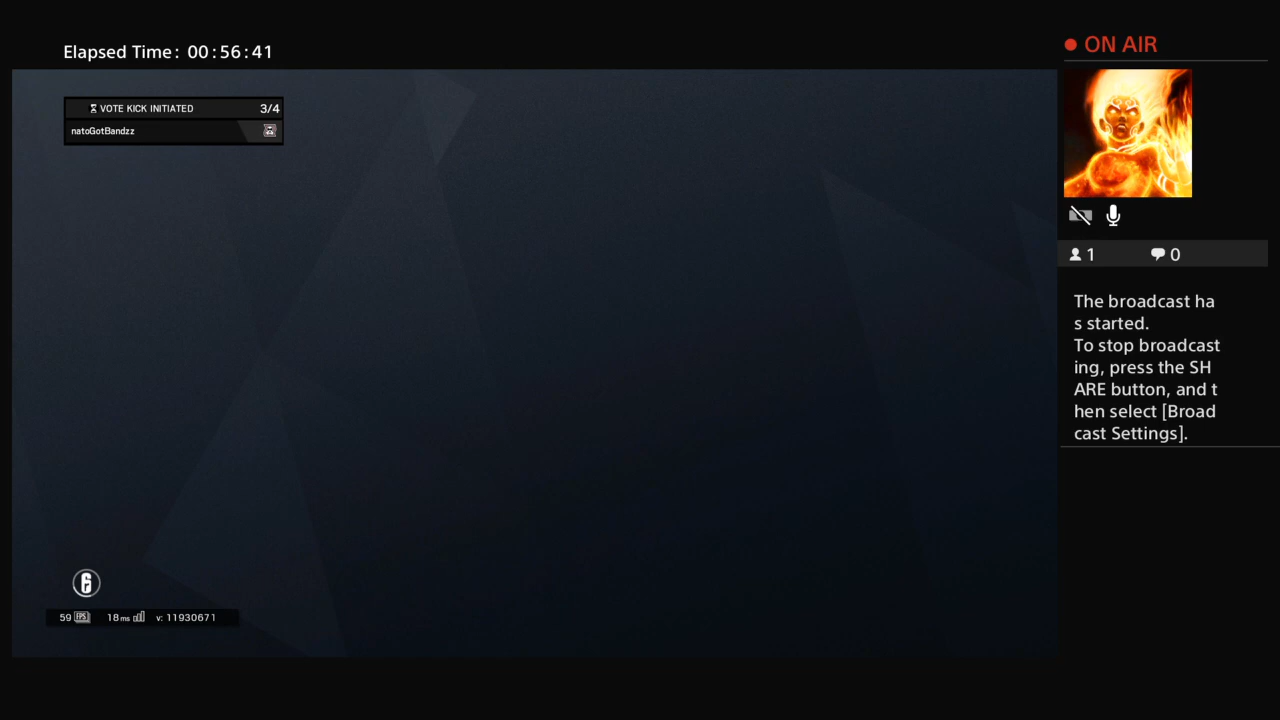 Elapsed Time: 00:56:41
ON AIR
VOTE KICK INITIATED 3/4
natoGotBandzz
1 0
The broadcast ha
s started.
To stop broadcast
ing, press the SH
ARE button, and t
hen select [Broad
cast Settings].
6
59 FPS 18 ms v: 11930671